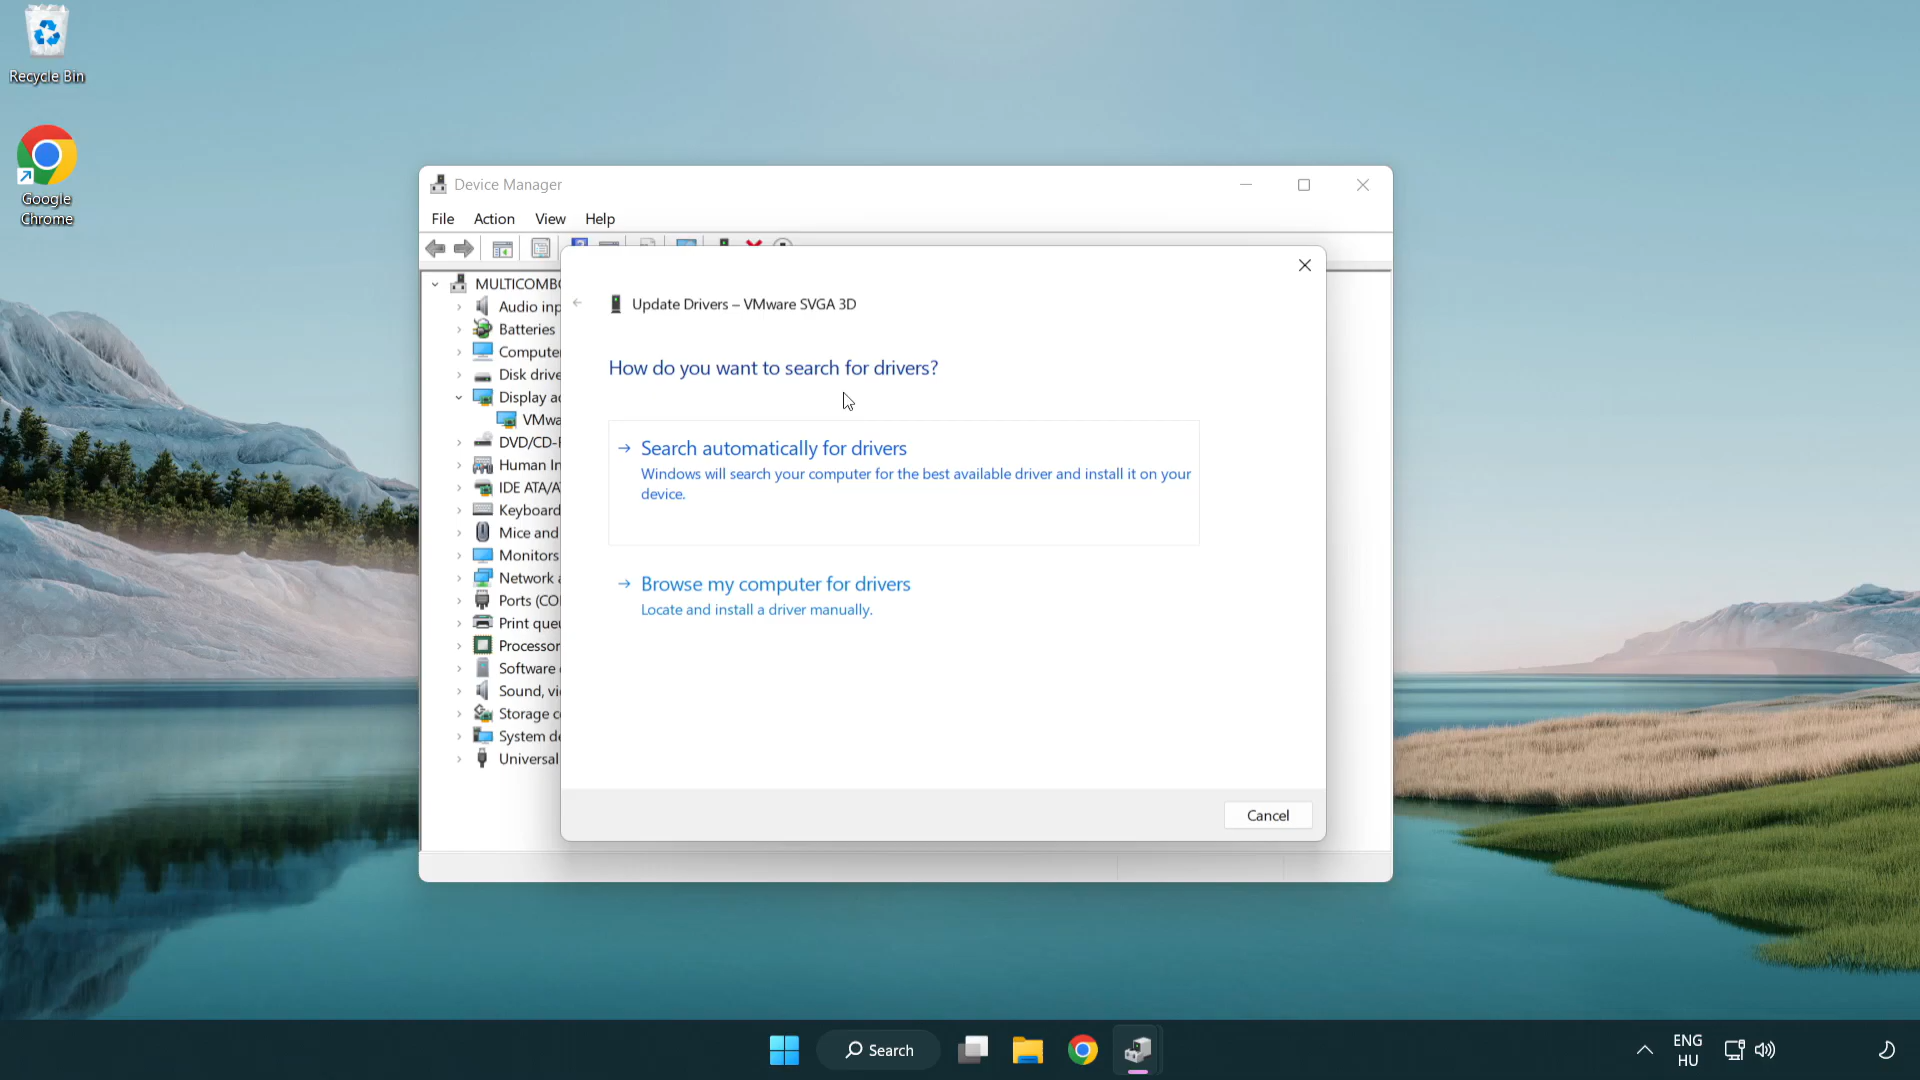 Recycle Bin
Google
Chrome
Device Manager
File Action View Help
MULTICOMBO
Audio inp
Batteries
Compute
Disk drive
Display a
VMwa
DVD/CD-
Human In
IDE ATA/A
Keyboard
Mice and
Monitors
Network a
Ports (CO
Print queu
Processor
Software
Sound, vi
Storage c
System de
Universal
Update Drivers – VMware SVGA 3D
How do you want to search for drivers?
Search automatically for drivers
Windows will search your computer for the best available driver and install it on your
device.
Browse my computer for drivers
Locate and install a driver manually.
Cancel
Search
ENG
HU